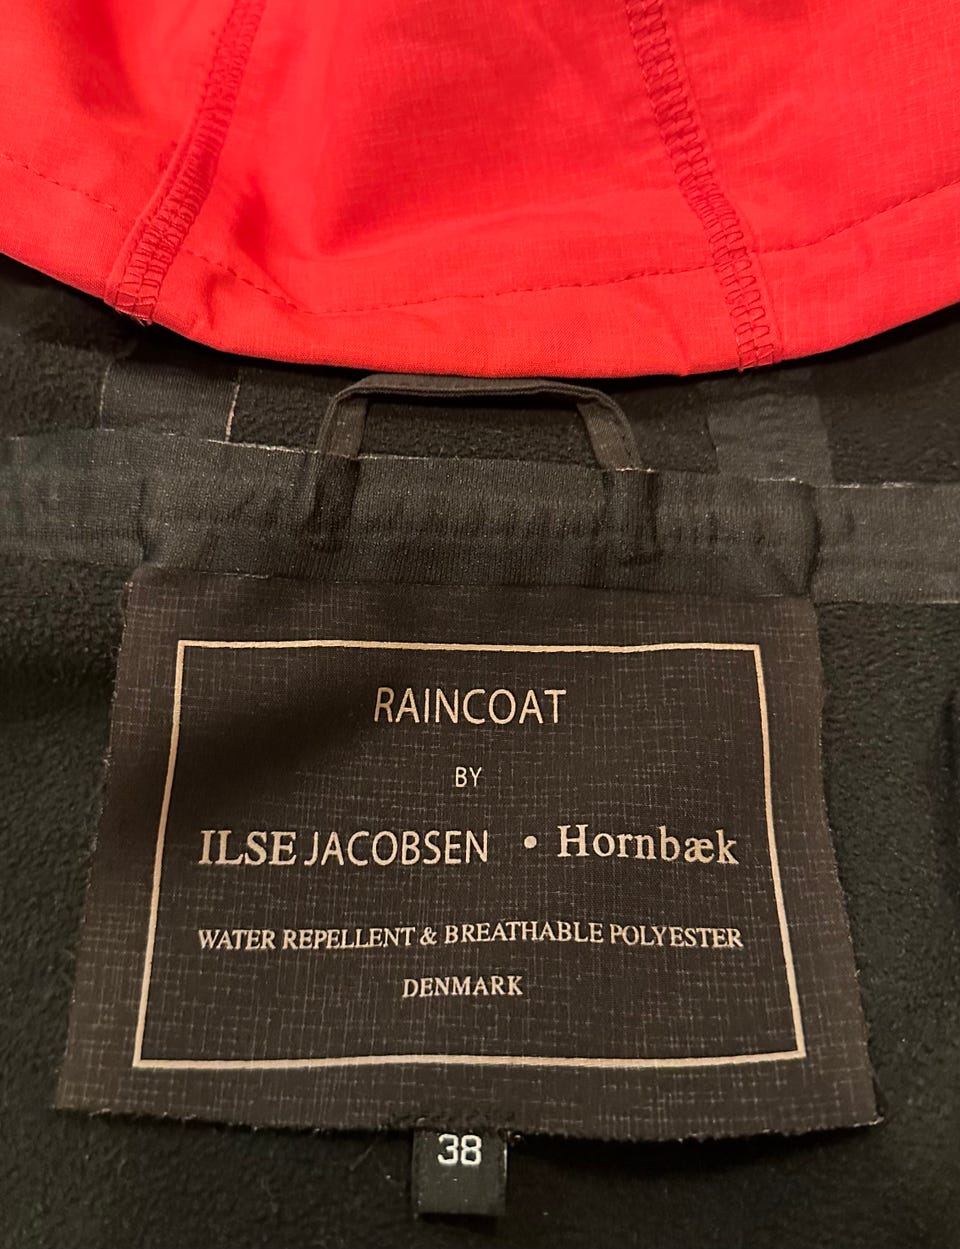 RAINCOAT
BY
ILSE JACOBSEN • Hornbæk
WATER REPELLENT & BREATHABLE POLYESTER
DENMARK
38